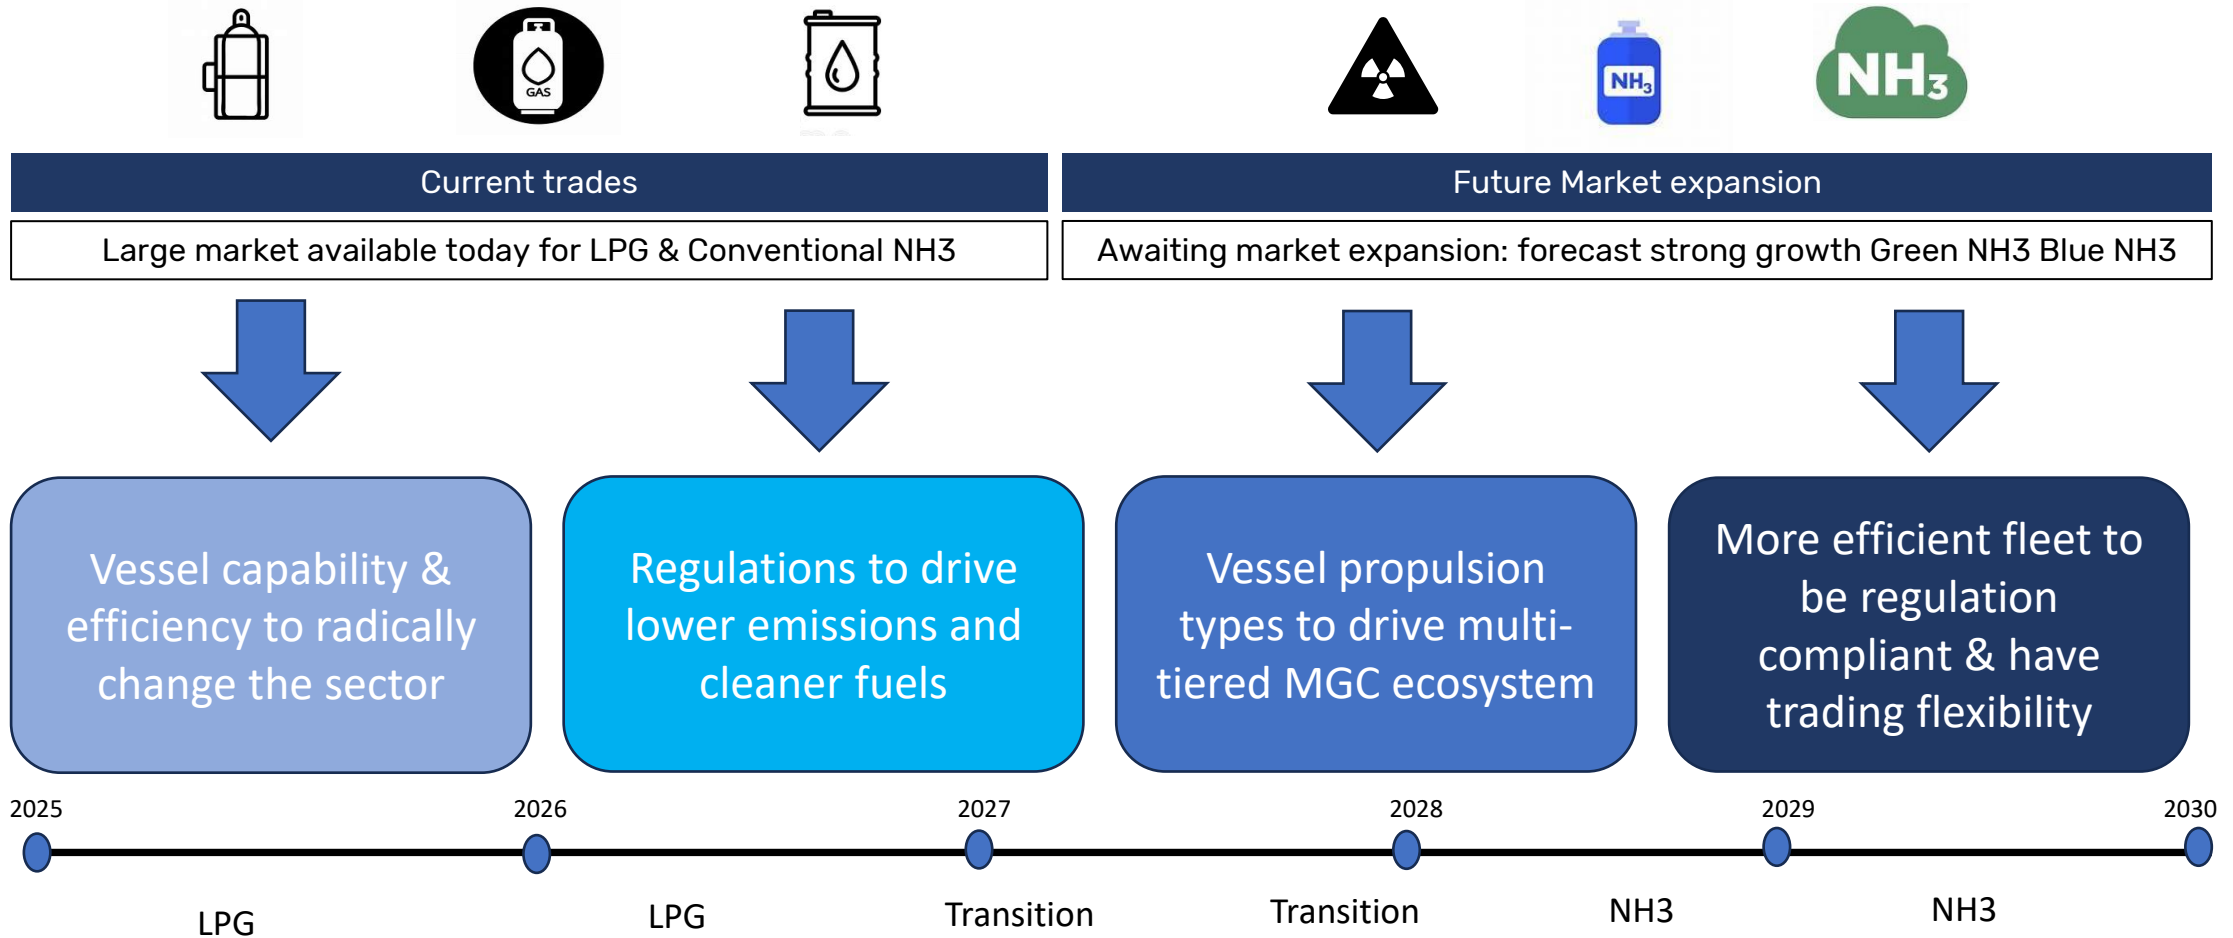 GAS
NH3
NH3
Current trades
Future Market expansion
Large market available today for LPG & Conventional NH3
Awaiting market expansion: forecast strong growth Green NH3 Blue NH3
Vessel capability &
efficiency to radically
change the sector
Regulations to drive
lower emissions and
cleaner fuels
Vessel propulsion
types to drive multi-
tiered MGC ecosystem
More efficient fleet to
be regulation
compliant & have
trading flexibility
2025
2026
2027
2028
2029
2030
LPG
LPG
Transition
Transition
NH3
NH3